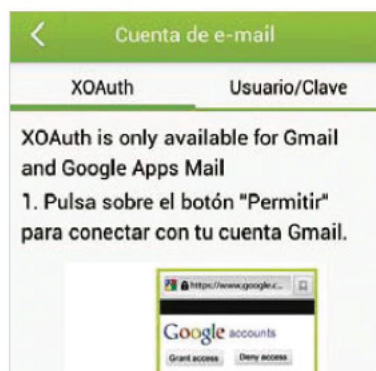 Cuenta de e-mail
XOAuth Usuario/Clave
XOAuth is only available for Gmail
and Google Apps Mail
1. Pulsa sobre el botón "Permitir"
para conectar con tu cuenta Gmail.
https://www.google.c...
Google accounts
Grant access Deny access